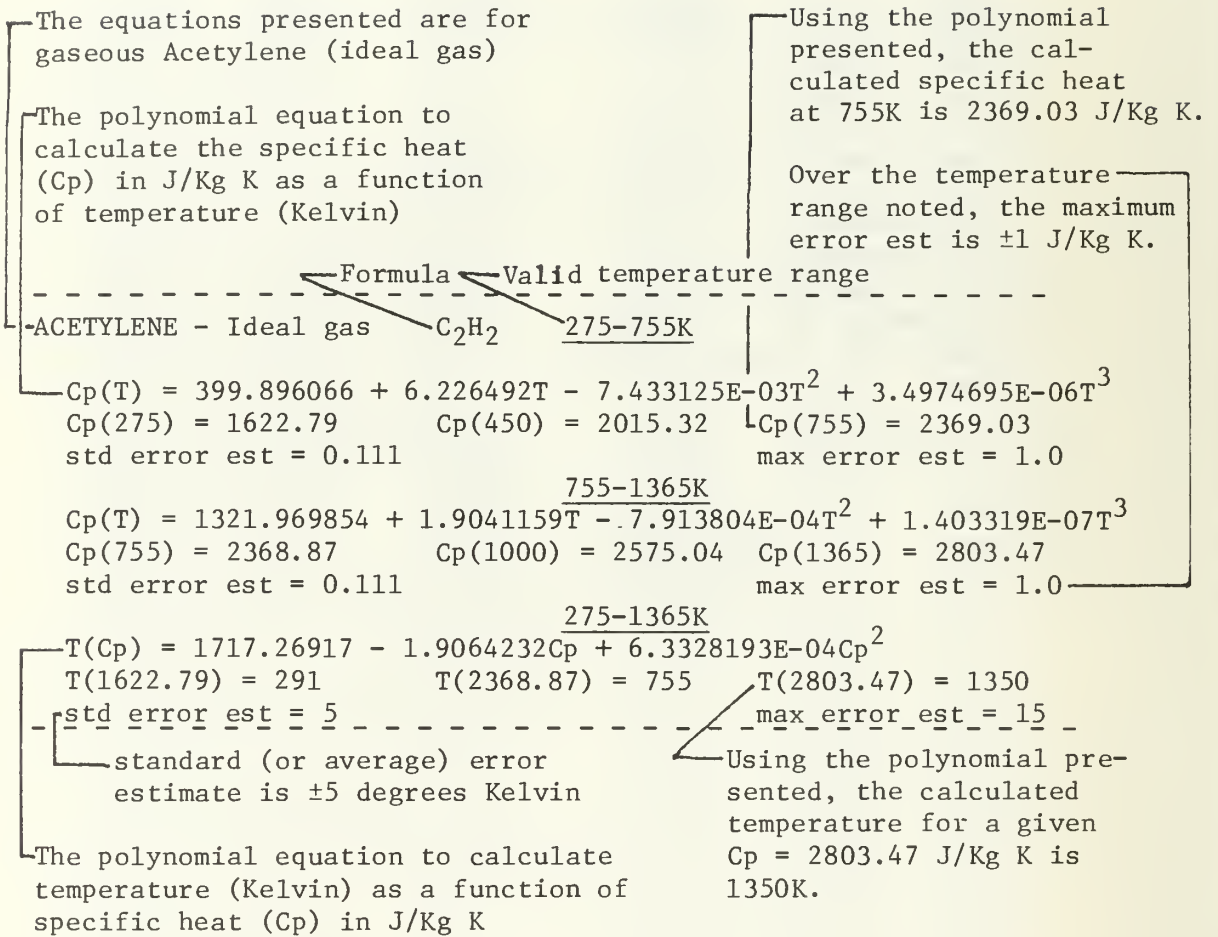 The equations presented are for
gaseous Acetylene (ideal gas)
The polynomial equation to
calculate the specific heat
(Cp) in J/Kg K as a function
of temperature (Kelvin)
Using the polynomial
presented, the cal-
culated specific heat
at 755K is 2369.03 J/Kg K.
Over the temperature
range noted, the maximum
error est is ±1 J/Kg K.
Formula Valid temperature range
ACETYLENE - Ideal gas C₂H₂ 275-755K
Cp(T) = 399.896066 + 6.226492T - 7.433125E-03T² + 3.4974695E-06T³
Cp(275) = 1622.79 Cp(450) = 2015.32 Cp(755) = 2369.03
std error est = 0.111 max error est = 1.0
755-1365K
Cp(T) = 1321.969854 + 1.9041159T - .7.913804E-04T² + 1.403319E-07T³
Cp(755) = 2368.87 Cp(1000) = 2575.04 Cp(1365) = 2803.47
std error est = 0.111 max error est = 1.0
275-1365K
T(Cp) = 1717.26917 - 1.9064232Cp + 6.3328193E-04Cp²
T(1622.79) = 291 T(2368.87) = 755 T(2803.47) = 1350
std error est = 5 max error est = 15
standard (or average) error
estimate is ±5 degrees Kelvin
The polynomial equation to calculate
temperature (Kelvin) as a function of
specific heat (Cp) in J/Kg K
Using the polynomial pre-
sented, the calculated
temperature for a given
Cp = 2803.47 J/Kg K is
1350K.